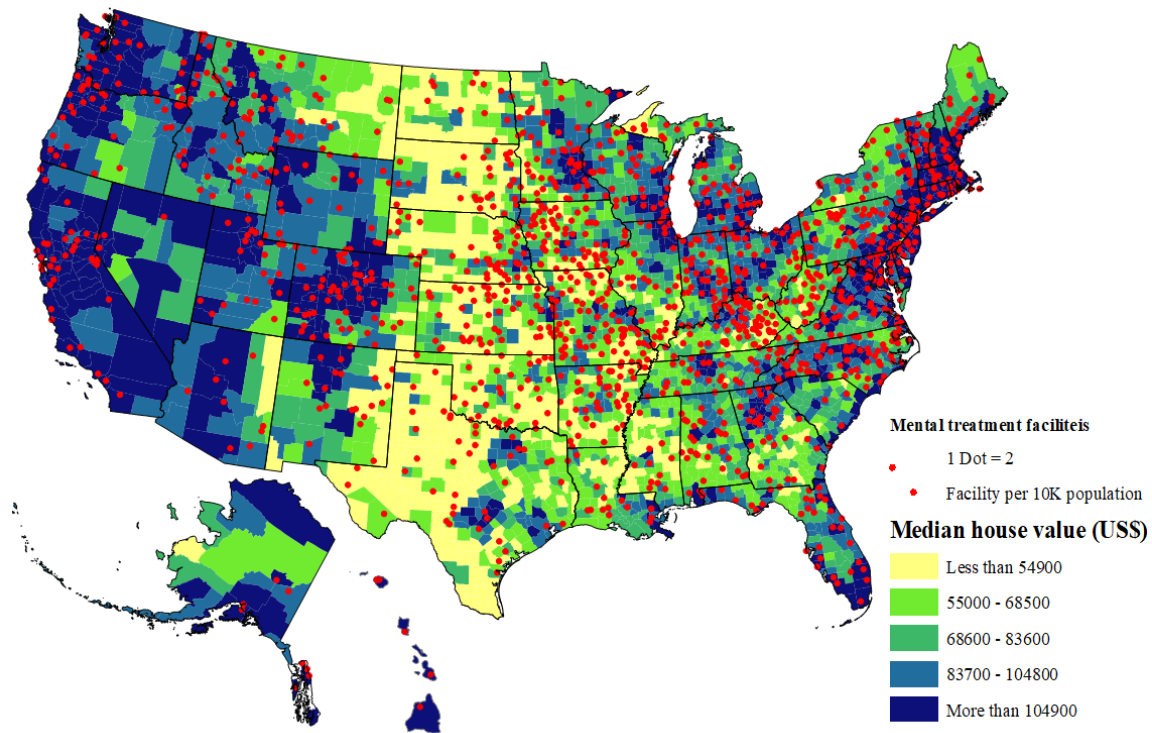 Mental treatment faciliteis
1 Dot = 2
Facility per 10K population
Median house value (US$)
Less than 54900
55000 - 68500
68600 - 83600
83700 - 104800
More than 104900